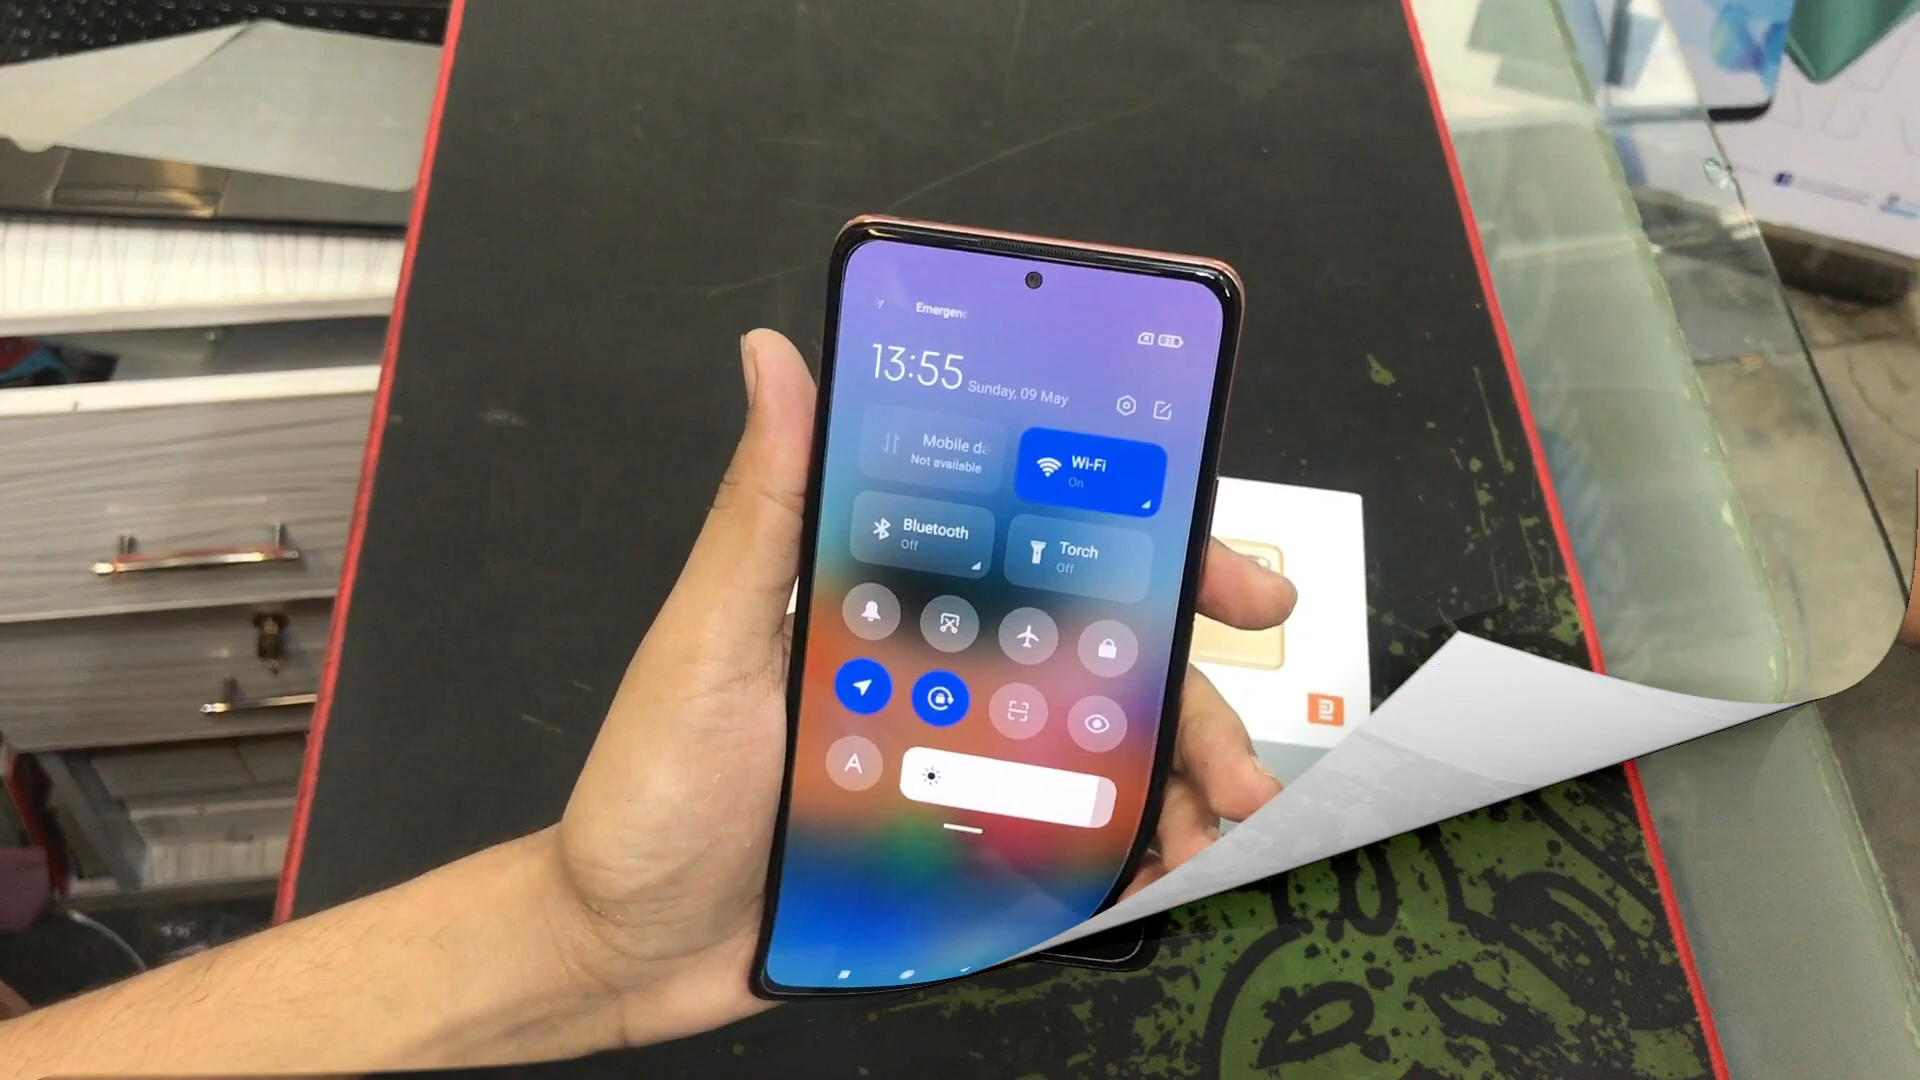 Emergenc
13:55 Sunday, 09 May
Mobile da
Not available
Wi-Fi
On
Bluetooth
Off
Torch
Off
A